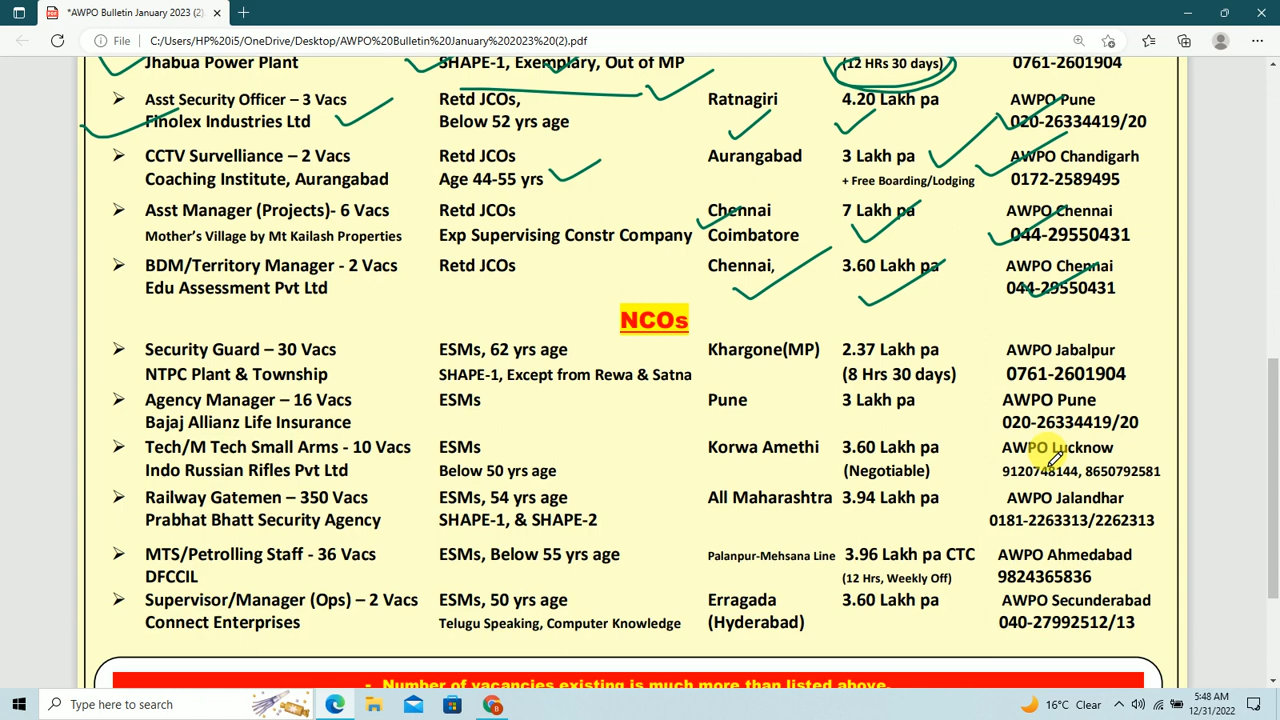 *AWPO Bulletin January 2023 (2).
File C:/Users/HP%20i5/OneDrive/Desktop/AWPO%20Bulletin%20January%202023%20(2).pdf
Jhabua Power Plant SHAPE-1, Exemplary, Out of MP (12 HRs 30 days) 0761-2601904
Asst Security Officer – 3 Vacs Retd JCOs, Ratnagiri 4.20 Lakh pa AWPO Pune
Finolex Industries Ltd Below 52 yrs age 020-26334419/20
CCTV Survelliance – 2 Vacs Retd JCOs Aurangabad 3 Lakh pa AWPO Chandigarh
Coaching Institute, Aurangabad Age 44-55 yrs + Free Boarding/Lodging 0172-2589495
Asst Manager (Projects)- 6 Vacs Retd JCOs Chennai 7 Lakh pa AWPO Chennai
Mother's Village by Mt Kailash Properties Exp Supervising Constr Company Coimbatore 044-29550431
BDM/Territory Manager - 2 Vacs Retd JCOs Chennai, 3.60 Lakh pa AWPO Chennai
Edu Assessment Pvt Ltd 044-29550431
NCOs
Security Guard – 30 Vacs ESMs, 62 yrs age Khargone(MP) 2.37 Lakh pa AWPO Jabalpur
NTPC Plant & Township SHAPE-1, Except from Rewa & Satna (8 Hrs 30 days) 0761-2601904
Agency Manager – 16 Vacs ESMs Pune 3 Lakh pa AWPO Pune
Bajaj Allianz Life Insurance 020-26334419/20
Tech/M Tech Small Arms - 10 Vacs ESMs Korwa Amethi 3.60 Lakh pa AWPO Lucknow
Indo Russian Rifles Pvt Ltd Below 50 yrs age (Negotiable) 9120748144, 8650792581
Railway Gatemen – 350 Vacs ESMs, 54 yrs age All Maharashtra 3.94 Lakh pa AWPO Jalandhar
Prabhat Bhatt Security Agency SHAPE-1, & SHAPE-2 0181-2263313/2262313
MTS/Petrolling Staff - 36 Vacs ESMs, Below 55 yrs age Palanpur-Mehsana Line 3.96 Lakh pa CTC AWPO Ahmedabad
DFCCIL (12 Hrs, Weekly Off) 9824365836
Supervisor/Manager (Ops) – 2 Vacs ESMs, 50 yrs age Erragada 3.60 Lakh pa AWPO Secunderabad
Connect Enterprises Telugu Speaking, Computer Knowledge (Hyderabad) 040-27992512/13
- Number of vacancies existing is much more than listed above.
Type here to search 16°C Clear 5:48 AM
12/31/2022